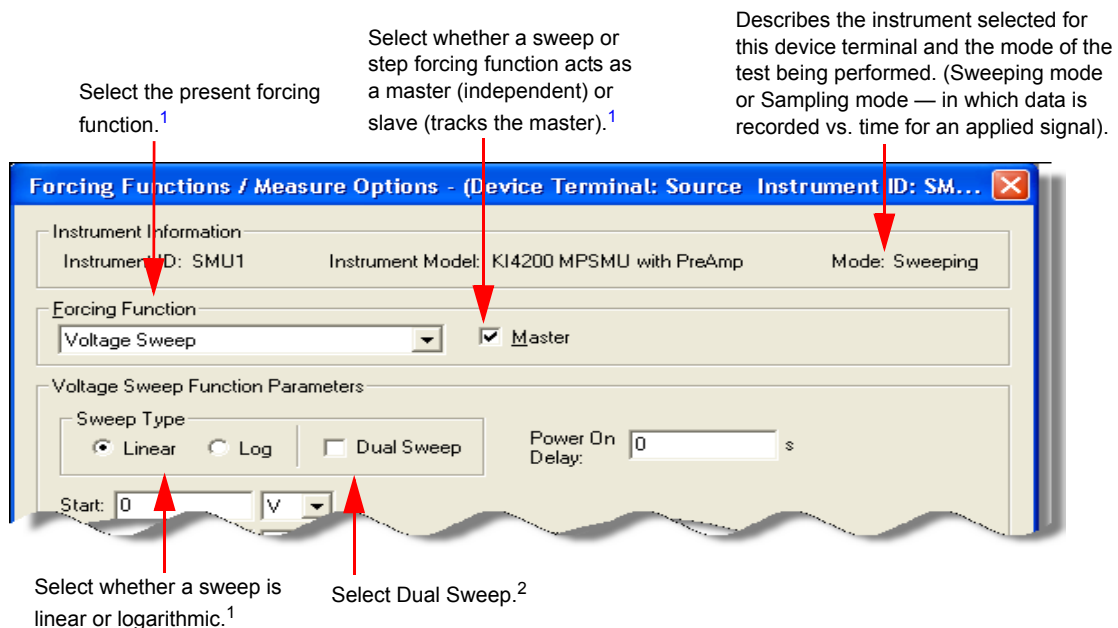 Describes the instrument selected for
this device terminal and the mode of the
test being performed. (Sweeping mode
or Sampling mode — in which data is
recorded vs. time for an applied signal).
Select whether a sweep or
step forcing function acts as
a master (independent) or
slave (tracks the master).1
Select the present forcing
function.1
Forcing Functions / Measure Options - (Device Terminal: Source Instrument ID: SM...
Instrument Information
Instrument ID: SMU1 Instrument Model: KI4200 MPSMU with PreAmp Mode: Sweeping
Forcing Function
Voltage Sweep Master
Voltage Sweep Function Parameters
Sweep Type
Linear Log Dual Sweep
Power On
Delay: 0 s
Start: 0 V
Select whether a sweep is
linear or logarithmic.1
Select Dual Sweep.2